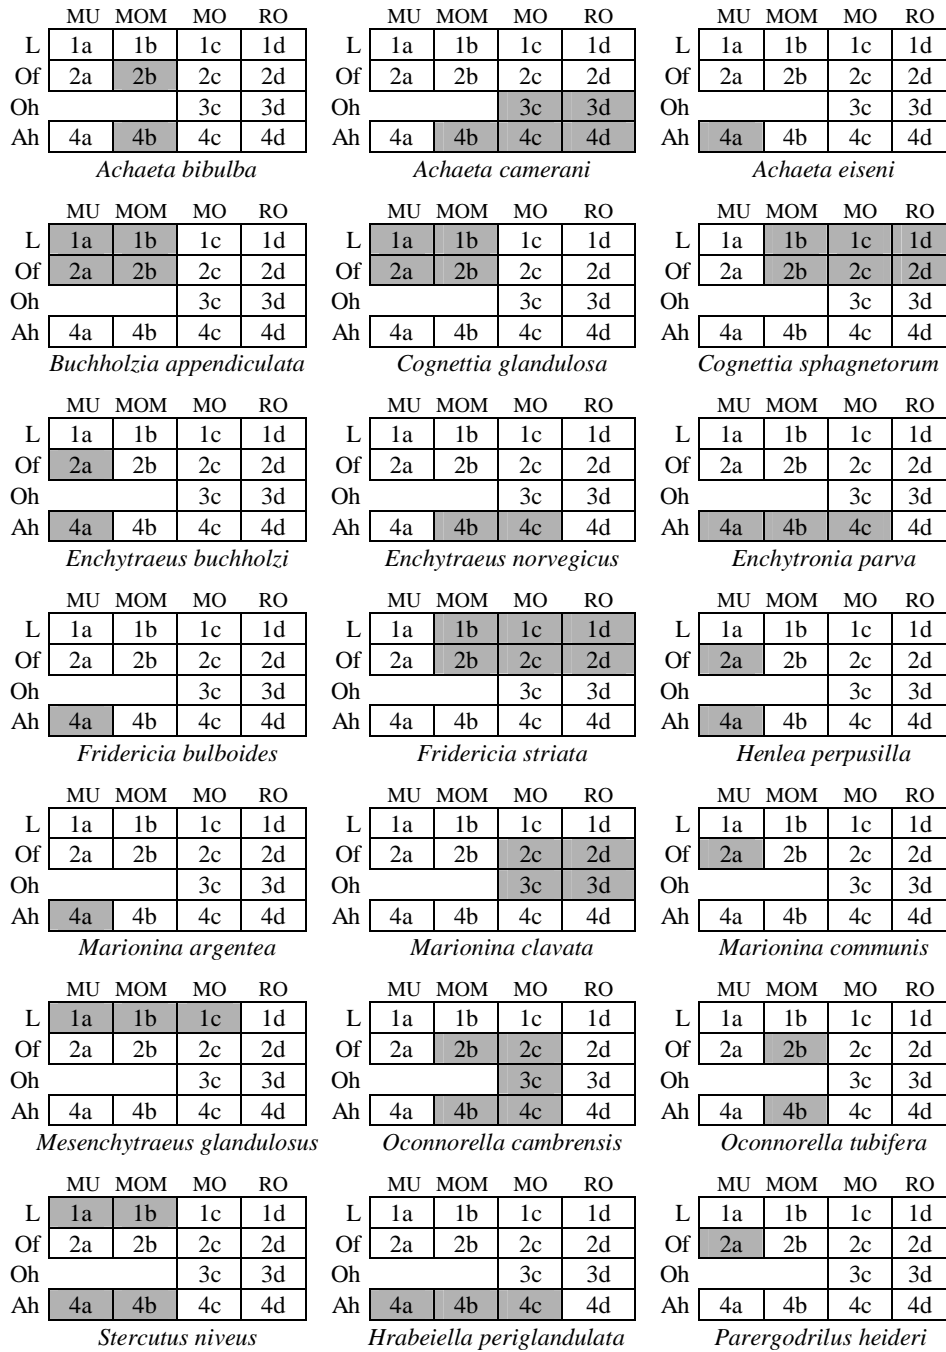 MU MOM MO RO MU MOM MO RO MU MOM MO RO
L 1a 1b 1c 1d L 1a 1b 1c 1d L 1a 1b 1c 1d
Of 2a 2b 2c 2d Of 2a 2b 2c 2d Of 2a 2b 2c 2d
Oh 3c 3d Oh 3c 3d Oh 3c 3d
Ah 4a 4b 4c 4d Ah 4a 4b 4c 4d Ah 4a 4b 4c 4d
Achaeta bibulba Achaeta camerani Achaeta eiseni
MU MOM MO RO MU MOM MO RO MU MOM MO RO
L 1a 1b 1c 1d L 1a 1b 1c 1d L 1a 1b 1c 1d
Of 2a 2b 2c 2d Of 2a 2b 2c 2d Of 2a 2b 2c 2d
Oh 3c 3d Oh 3c 3d Oh 3c 3d
Ah 4a 4b 4c 4d Ah 4a 4b 4c 4d Ah 4a 4b 4c 4d
Buchholzia appendiculata Cognettia glandulosa Cognettia sphagnetorum
MU MOM MO RO MU MOM MO RO MU MOM MO RO
L 1a 1b 1c 1d L 1a 1b 1c 1d L 1a 1b 1c 1d
Of 2a 2b 2c 2d Of 2a 2b 2c 2d Of 2a 2b 2c 2d
Oh 3c 3d Oh 3c 3d Oh 3c 3d
Ah 4a 4b 4c 4d Ah 4a 4b 4c 4d Ah 4a 4b 4c 4d
Enchytraeus buchholzi Enchytraeus norvegicus Enchytronia parva
MU MOM MO RO MU MOM MO RO MU MOM MO RO
L 1a 1b 1c 1d L 1a 1b 1c 1d L 1a 1b 1c 1d
Of 2a 2b 2c 2d Of 2a 2b 2c 2d Of 2a 2b 2c 2d
Oh 3c 3d Oh 3c 3d Oh 3c 3d
Ah 4a 4b 4c 4d Ah 4a 4b 4c 4d Ah 4a 4b 4c 4d
Fridericia bulboides Fridericia striata Henlea perpusilla
MU MOM MO RO MU MOM MO RO MU MOM MO RO
L 1a 1b 1c 1d L 1a 1b 1c 1d L 1a 1b 1c 1d
Of 2a 2b 2c 2d Of 2a 2b 2c 2d Of 2a 2b 2c 2d
Oh 3c 3d Oh 3c 3d Oh 3c 3d
Ah 4a 4b 4c 4d Ah 4a 4b 4c 4d Ah 4a 4b 4c 4d
Marionina argentea Marionina clavata Marionina communis
MU MOM MO RO MU MOM MO RO MU MOM MO RO
L 1a 1b 1c 1d L 1a 1b 1c 1d L 1a 1b 1c 1d
Of 2a 2b 2c 2d Of 2a 2b 2c 2d Of 2a 2b 2c 2d
Oh 3c 3d Oh 3c 3d Oh 3c 3d
Ah 4a 4b 4c 4d Ah 4a 4b 4c 4d Ah 4a 4b 4c 4d
Mesenchytraeus glandulosus Oconnorella cambrensis Oconnorella tubifera
MU MOM MO RO MU MOM MO RO MU MOM MO RO
L 1a 1b 1c 1d L 1a 1b 1c 1d L 1a 1b 1c 1d
Of 2a 2b 2c 2d Of 2a 2b 2c 2d Of 2a 2b 2c 2d
Oh 3c 3d Oh 3c 3d Oh 3c 3d
Ah 4a 4b 4c 4d Ah 4a 4b 4c 4d Ah 4a 4b 4c 4d
Stercutus niveus Hrabeiella periglandulata Parergodrilus heideri